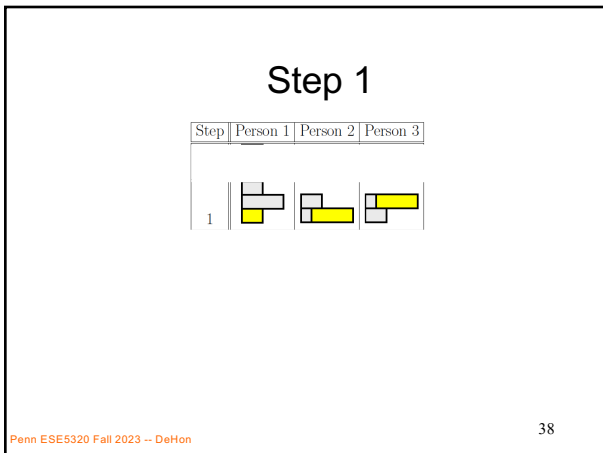 Step 1
Step Person 1 Person 2 Person 3
1
Penn ESE5320 Fall 2023 -- DeHon
38